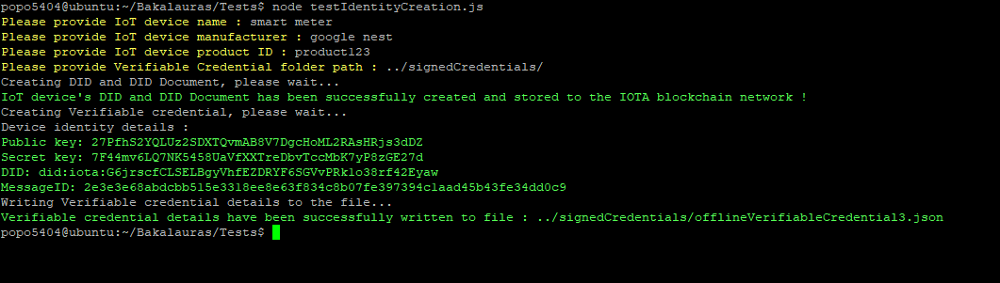 popo5404@ubuntu:~/Bakalauras/Tests$ node testIdentityCreation.js
Please provide IoT device name : smart meter
Please provide IoT device manufacturer : google nest
Please provide IoT device product ID : product123
Please provide Verifiable Credential folder path : ../signedCredentials/
Creating DID and DID Document, please wait...
IoT device's DID and DID Document has been successfully created and stored to the IOTA blockchain network !
Creating Verifiable credential, please wait...
Device identity details :
Public key: 27PfhS2YQLUz2SDXTQvmAB8V7DgcHoML2RAsHRjs3dDZ
Secret key: 7F44mv6LQ7NK5458UaVfXXTreDbvTccMbK7yP8zGE27d
DID: did:iota:G6jrscfCLSELBgyVhfEZDRYF6SGVvPRk1o38rf42Eyaw
MessageID: 2e3e3e68abdcbb515e3318ee8e63f834c8b07fe397394c1aad45b43fe34dd0c9
Writing Verifiable credential details to the file...
Verifiable credential details have been successfully written to file : ../signedCredentials/offlineVerifiableCredential3.json
popo5404@ubuntu:~/Bakalauras/Tests$